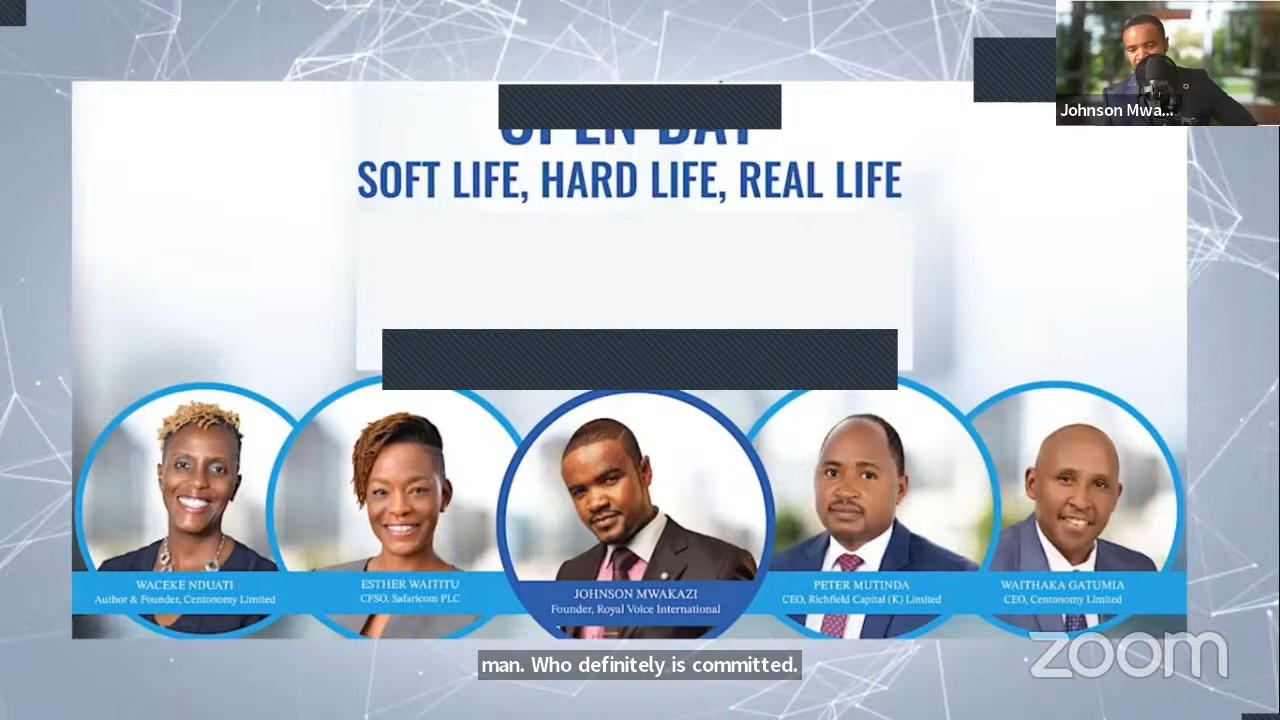 Johnson Mwa...
OPEN DAY
SOFT LIFE, HARD LIFE, REAL LIFE
WACEKE NDUATI
Author & Founder, Centonomy Limited
ESTHER WAITITU
CFSO, Safaricom PLC
JOHNSON MWAKAZI
Founder, Royal Voice International
PETER MUTINDA
CEO, Richfield Capital (K) Limited
WAITHAKA GATUMIA
CEO, Centonomy Limited
man. Who definitely is committed.
zoom